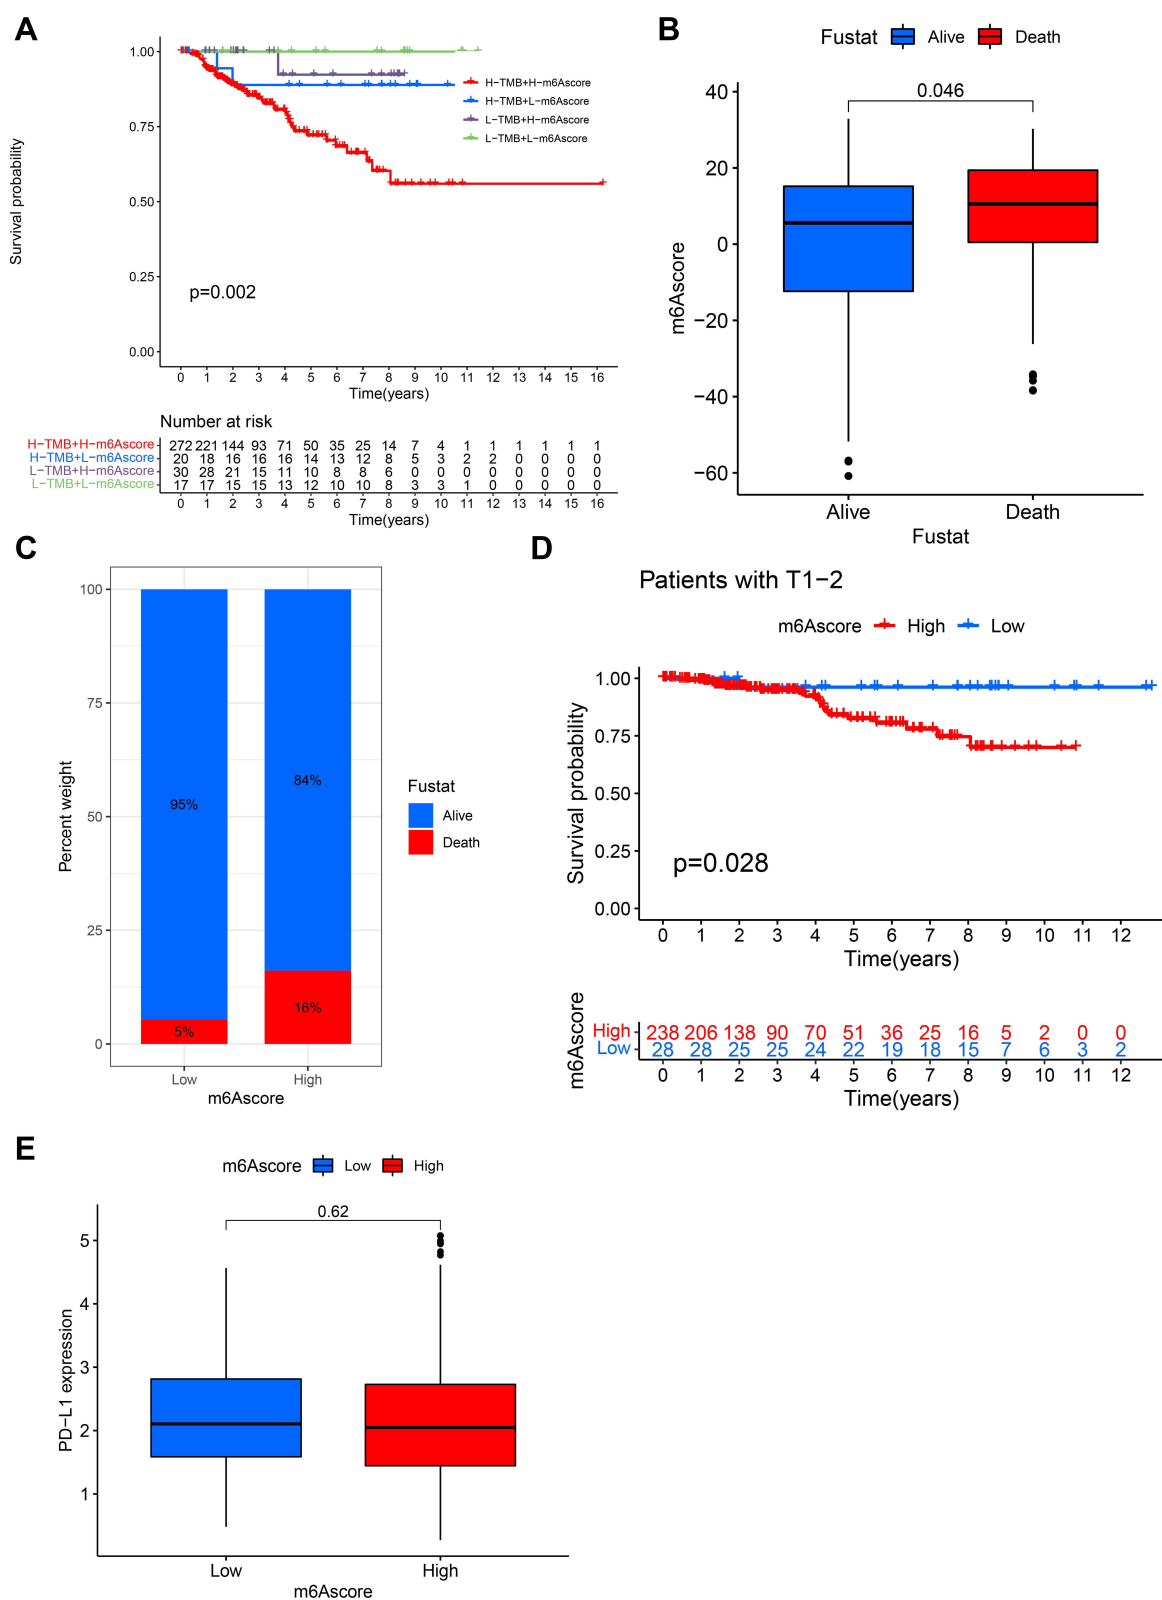 A
1.00
0.75
0.50
0.25
0.00
Survival probability
H−TMB+H−m6Ascore
H−TMB+L−m6Ascore
L−TMB+H−m6Ascore
L−TMB+L−m6Ascore
p=0.002
0 1 2 3 4 5 6 7 8 9 10 11 12 13 14 15 16
Time(years)
Number at risk
H−TMB+H−m6Ascore 272 221 144 93 71 50 35 25 14 7 4 1 1 1 1 1 1
H−TMB+L−m6Ascore 20 18 16 16 16 14 13 12 8 5 3 2 2 0 0 0 0
L−TMB+H−m6Ascore 30 28 21 15 11 10 8 8 6 0 0 0 0 0 0 0 0
L−TMB+L−m6Ascore 17 17 15 15 13 12 10 10 8 3 3 1 0 0 0 0 0
0 1 2 3 4 5 6 7 8 9 10 11 12 13 14 15 16
Time(years)
B
Fustat Alive Death
0.046
40
20
0
−20
−40
−60
m6Ascore
Alive Death
Fustat
C
100
75
50
25
0
Percent weight
95%
84%
5%
16%
Low High
m6Ascore
Fustat
Alive
Death
D
Patients with T1−2
m6Ascore High Low
1.00
0.75
0.50
0.25
0.00
Survival probability
p=0.028
0 1 2 3 4 5 6 7 8 9 10 11 12
Time(years)
m6Ascore
High 238 206 138 90 70 51 36 25 16 5 2 0 0
Low 28 28 25 25 24 22 19 18 15 7 6 3 2
0 1 2 3 4 5 6 7 8 9 10 11 12
Time(years)
E
m6Ascore Low High
0.62
5
4
3
2
1
PD−L1 expression
Low High
m6Ascore